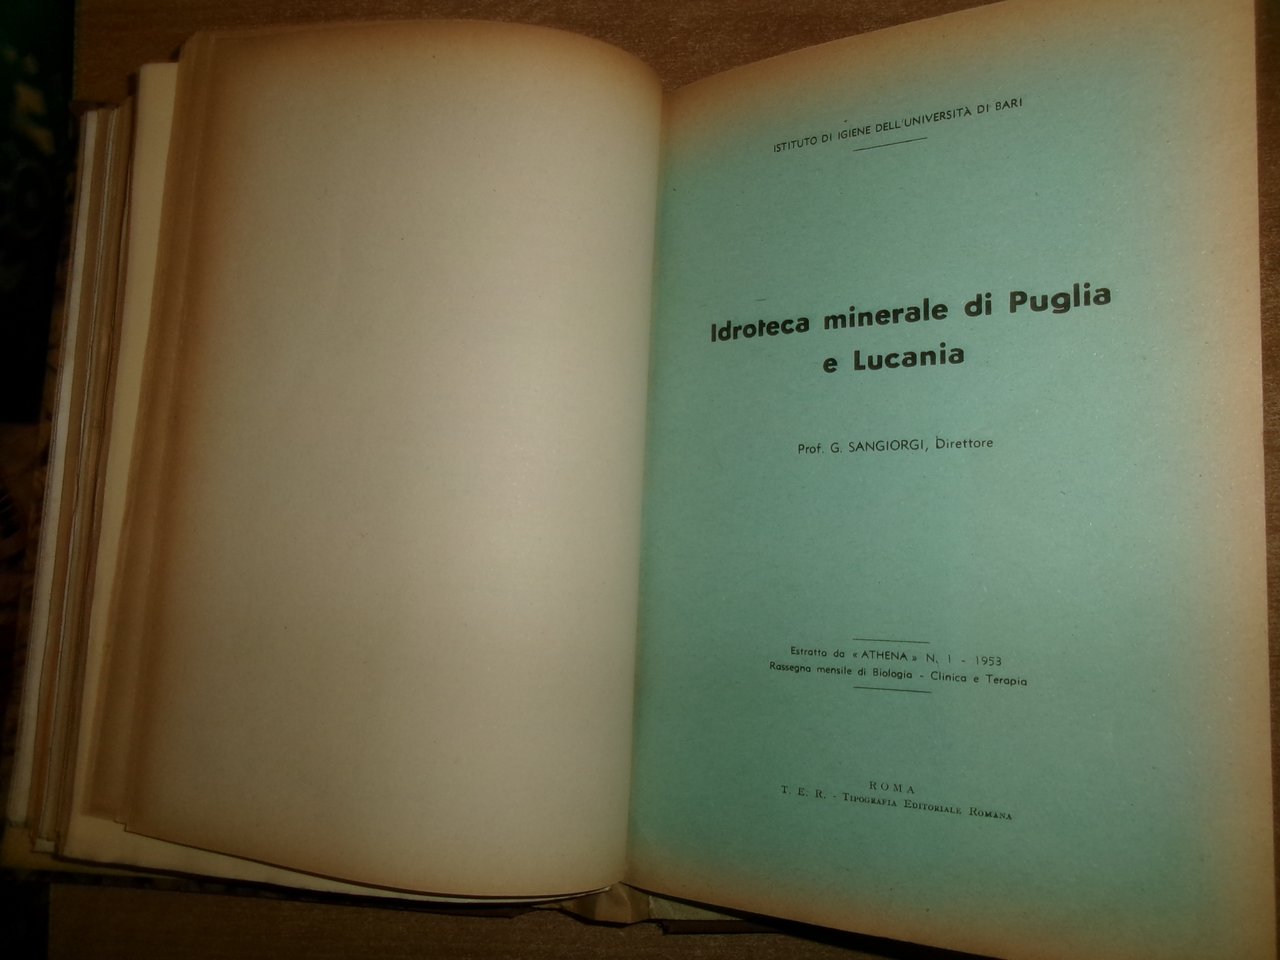 ISTITUTO DI IGIENE DELL'UNIVERSITÀ DI BARI
Idroteca minerale di Puglia
e Lucania
Prof. G. SANGIORGI, Direttore
Estratto da « ATHENA » N. 1 - 1953
Rassegna mensile di Biologia - Clinica e Terapia
ROMA
T. E. R. - TIPOGRAFIA EDITORIALE ROMANA